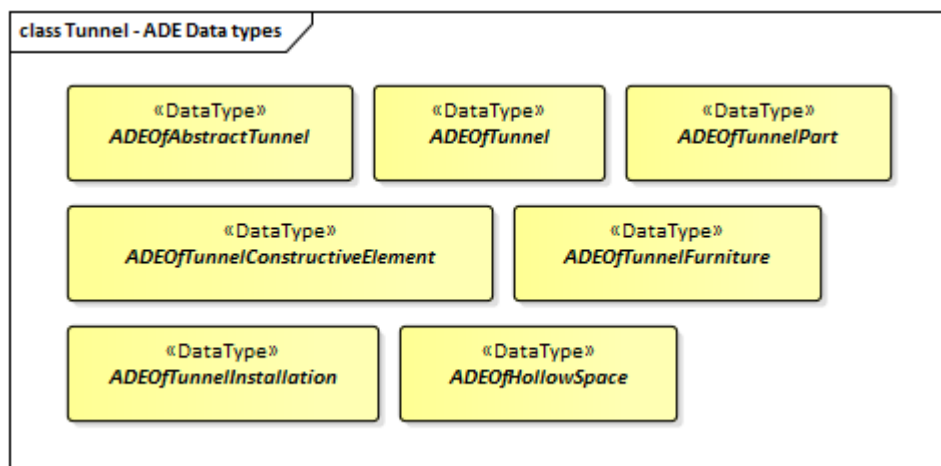 class Tunnel - ADE Data types
«DataType»
ADEOfAbstractTunnel
«DataType»
ADEOfTunnel
«DataType»
ADEOfTunnelPart
«DataType»
ADEOfTunnelConstructiveElement
«DataType»
ADEOfTunnelFurniture
«DataType»
ADEOfTunnelInstallation
«DataType»
ADEOfHollowSpace